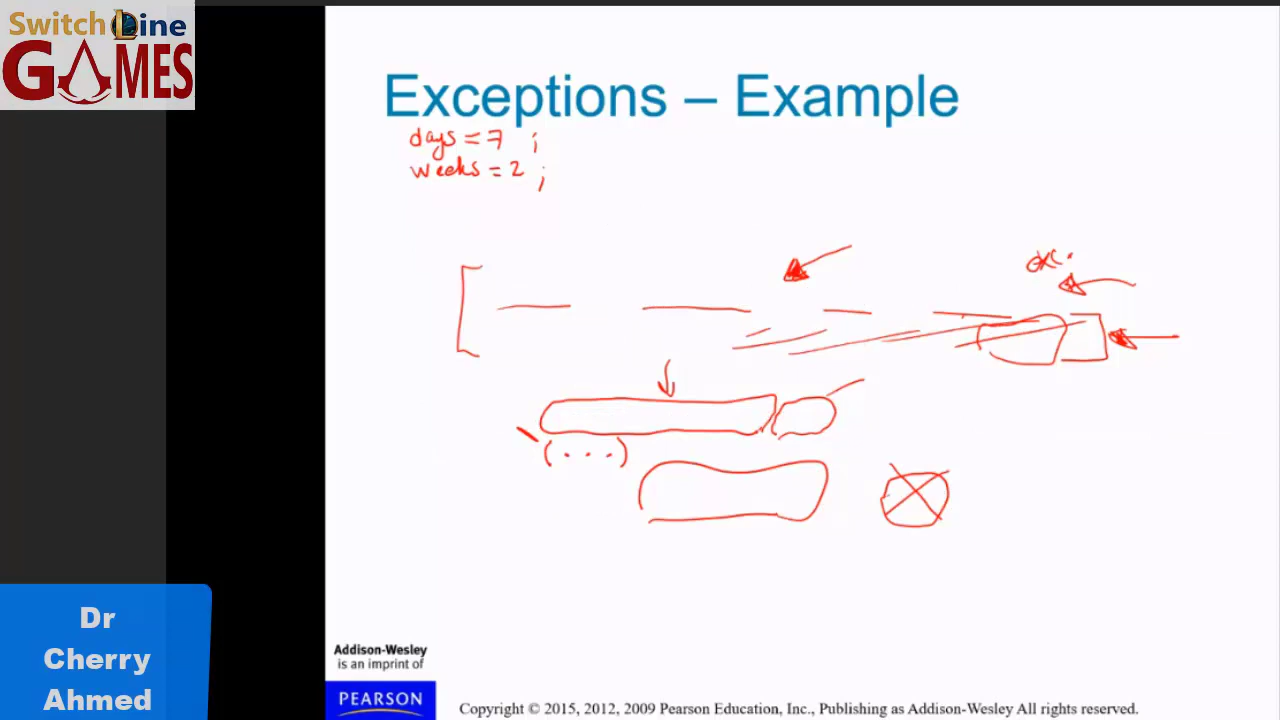 Switch Line
GAMES
Exceptions – Example
days = 7 ;
weeks = 2 ;
exc.
(...)
Dr
Cherry
Ahmed
Addison-Wesley
is an imprint of
PEARSON
Copyright © 2015, 2012, 2009 Pearson Education, Inc., Publishing as Addison-Wesley All rights reserved.